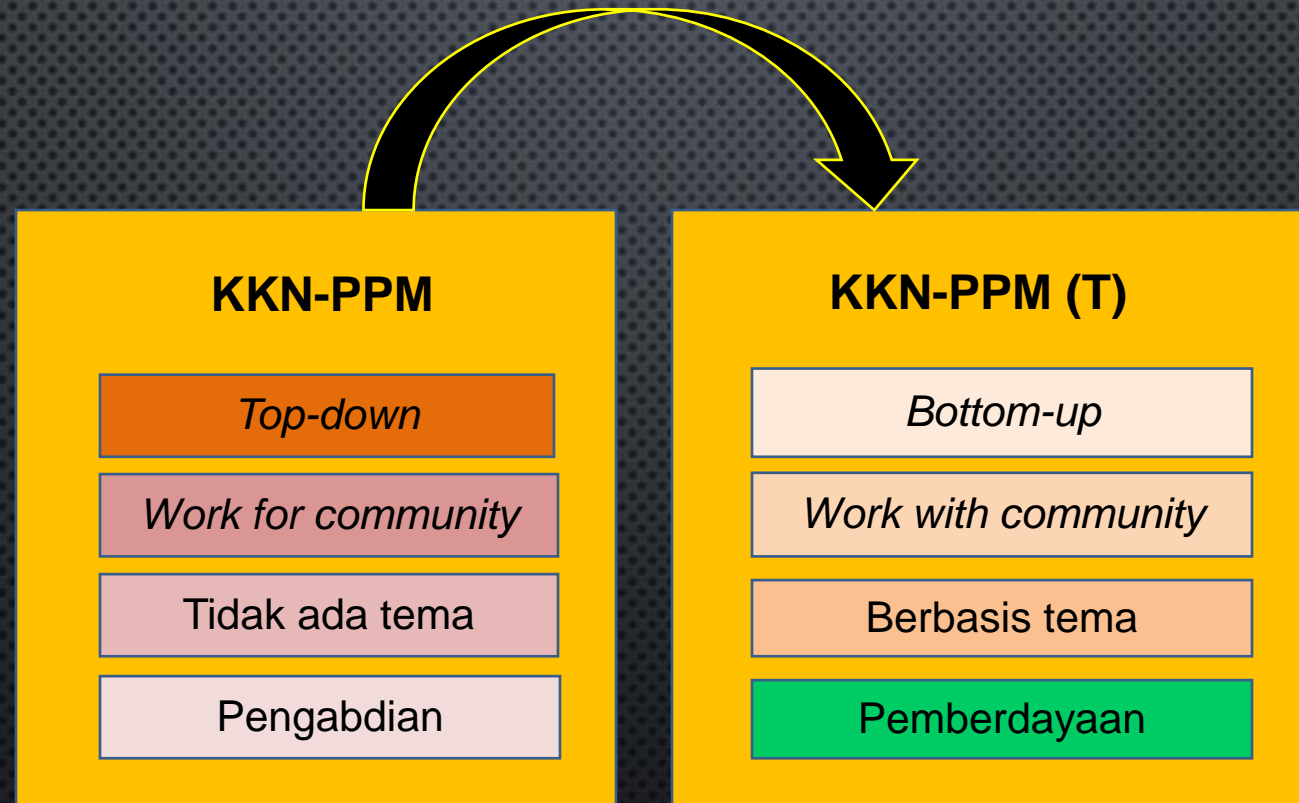 KKN-PPM
Top-down
Work for community
Tidak ada tema
Pengabdian
KKN-PPM (T)
Bottom-up
Work with community
Berbasis tema
Pemberdayaan